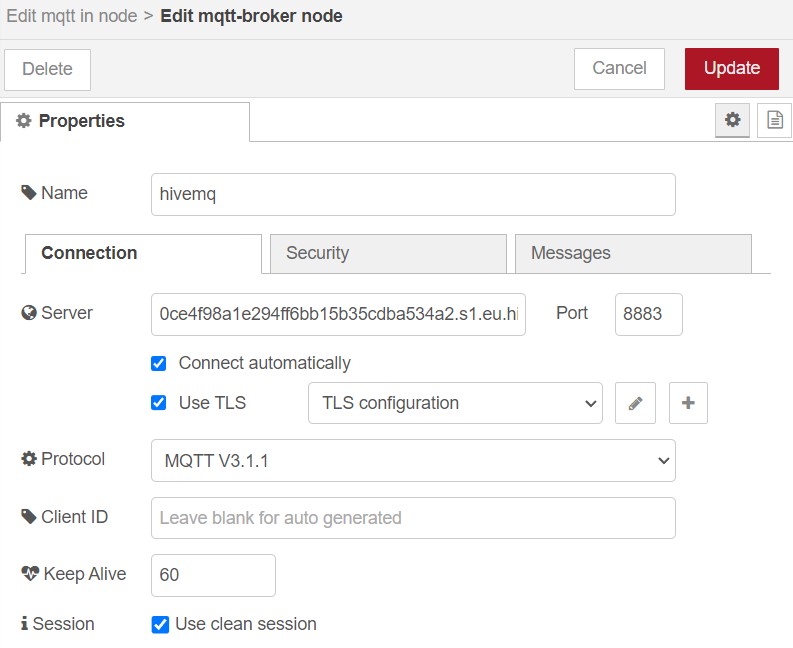 Edit mqtt in node > Edit mqtt-broker node
Delete Cancel Update
Properties
Name hivemq
Connection Security Messages
Server 0ce4f98a1e294ff6bb15b35cdba534a2.s1.eu.hi Port 8883
Connect automatically
Use TLS TLS configuration
Protocol MQTT V3.1.1
Client ID Leave blank for auto generated
Keep Alive 60
Session Use clean session